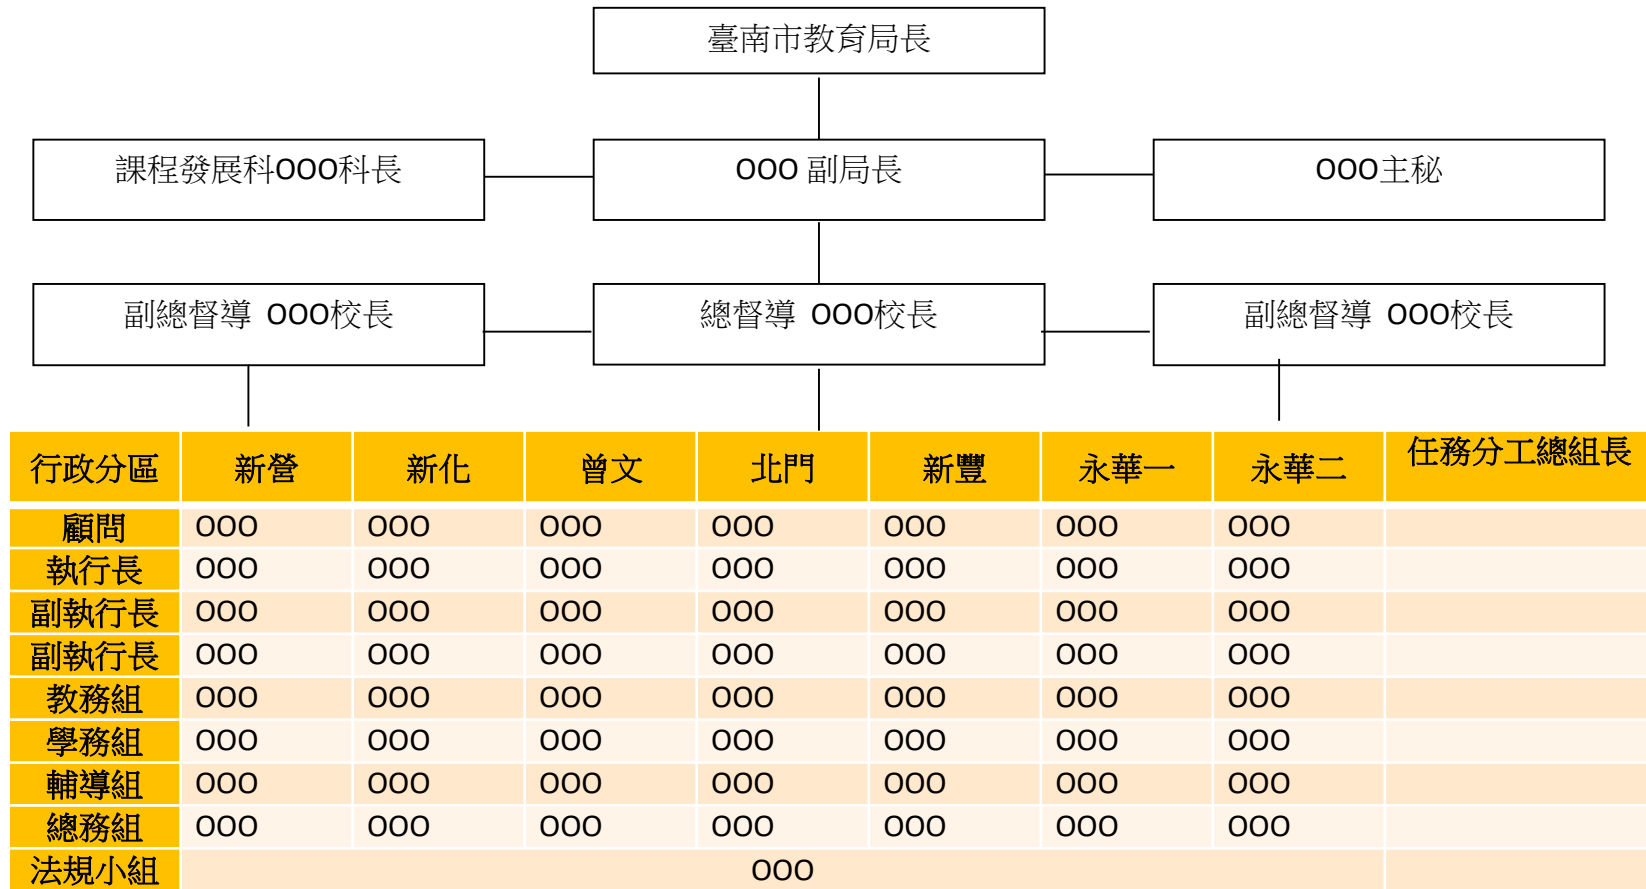 臺南市教育局長
課程發展科OOO科長
OOO 副局長
OOO主秘
副總督導 OOO校長
總督導 OOO校長
副總督導 OOO校長
行政分區 新營 新化 曾文 北門 新豐 永華一 永華二 任務分工總組長
顧問 OOO OOO OOO OOO OOO OOO OOO
執行長 OOO OOO OOO OOO OOO OOO OOO
副執行長 OOO OOO OOO OOO OOO OOO OOO
副執行長 OOO OOO OOO OOO OOO OOO OOO
教務組 OOO OOO OOO OOO OOO OOO OOO
學務組 OOO OOO OOO OOO OOO OOO OOO
輔導組 OOO OOO OOO OOO OOO OOO OOO
總務組 OOO OOO OOO OOO OOO OOO OOO
法規小組 OOO